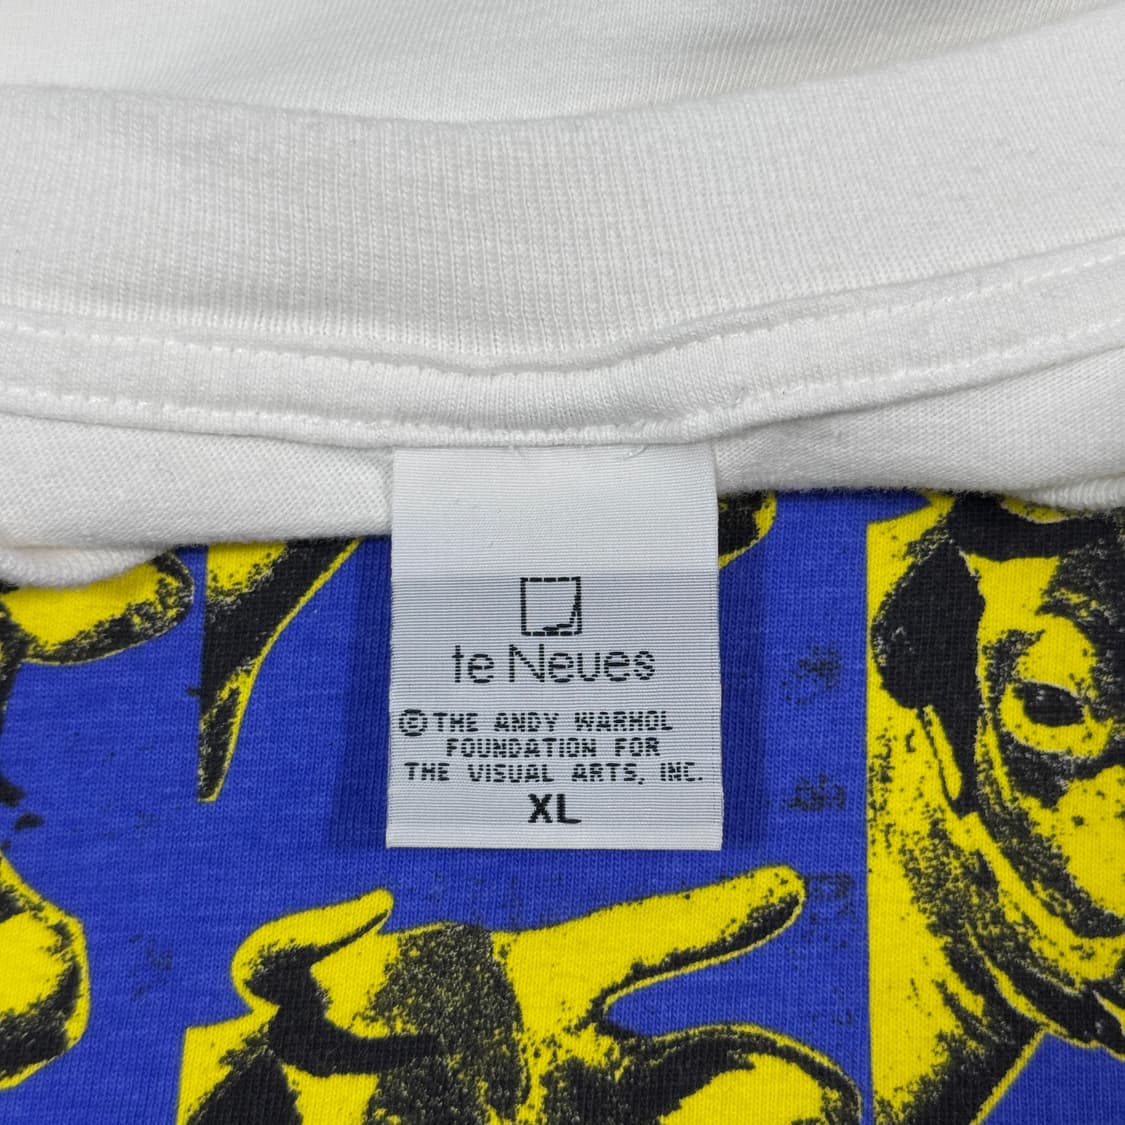 te Neues
© THE ANDY WARHOL
FOUNDATION FOR
THE VISUAL ARTS, INC.
XL